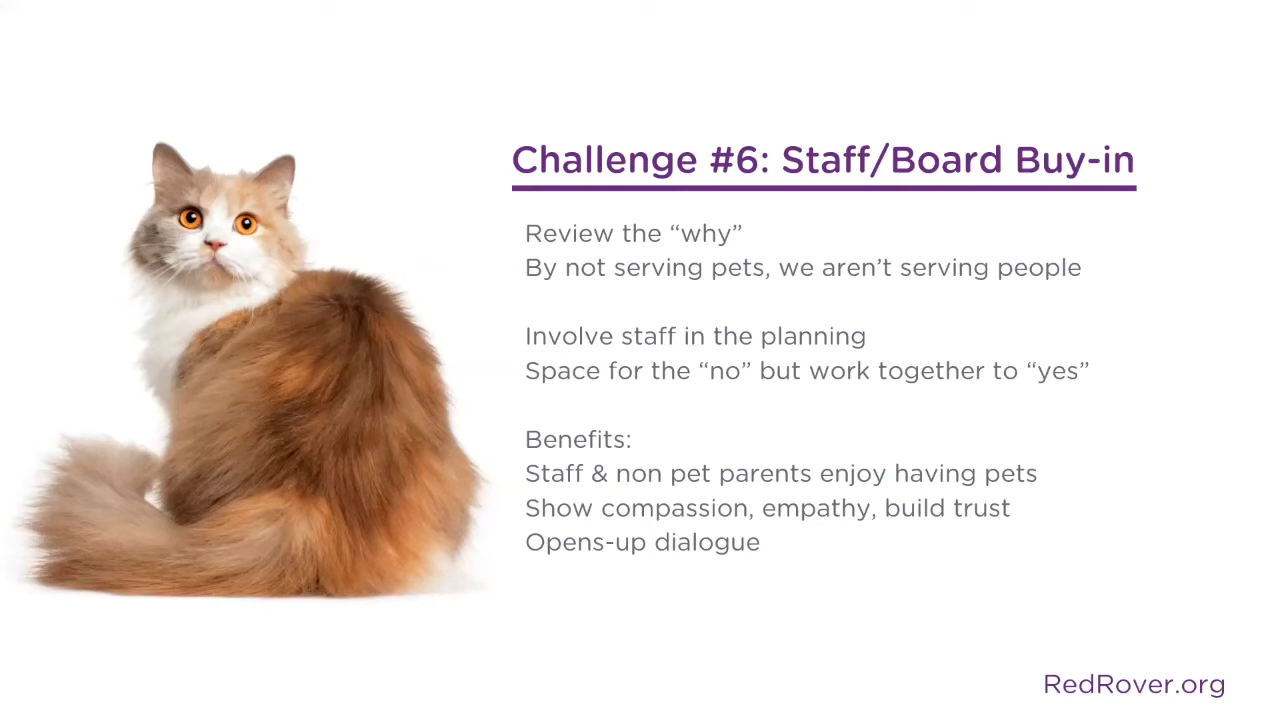 Challenge #6: Staff/Board Buy-in
Review the “why”
By not serving pets, we aren’t serving people
Involve staff in the planning
Space for the “no” but work together to “yes”
Benefits:
Staff & non pet parents enjoy having pets
Show compassion, empathy, build trust
Opens-up dialogue
RedRover.org